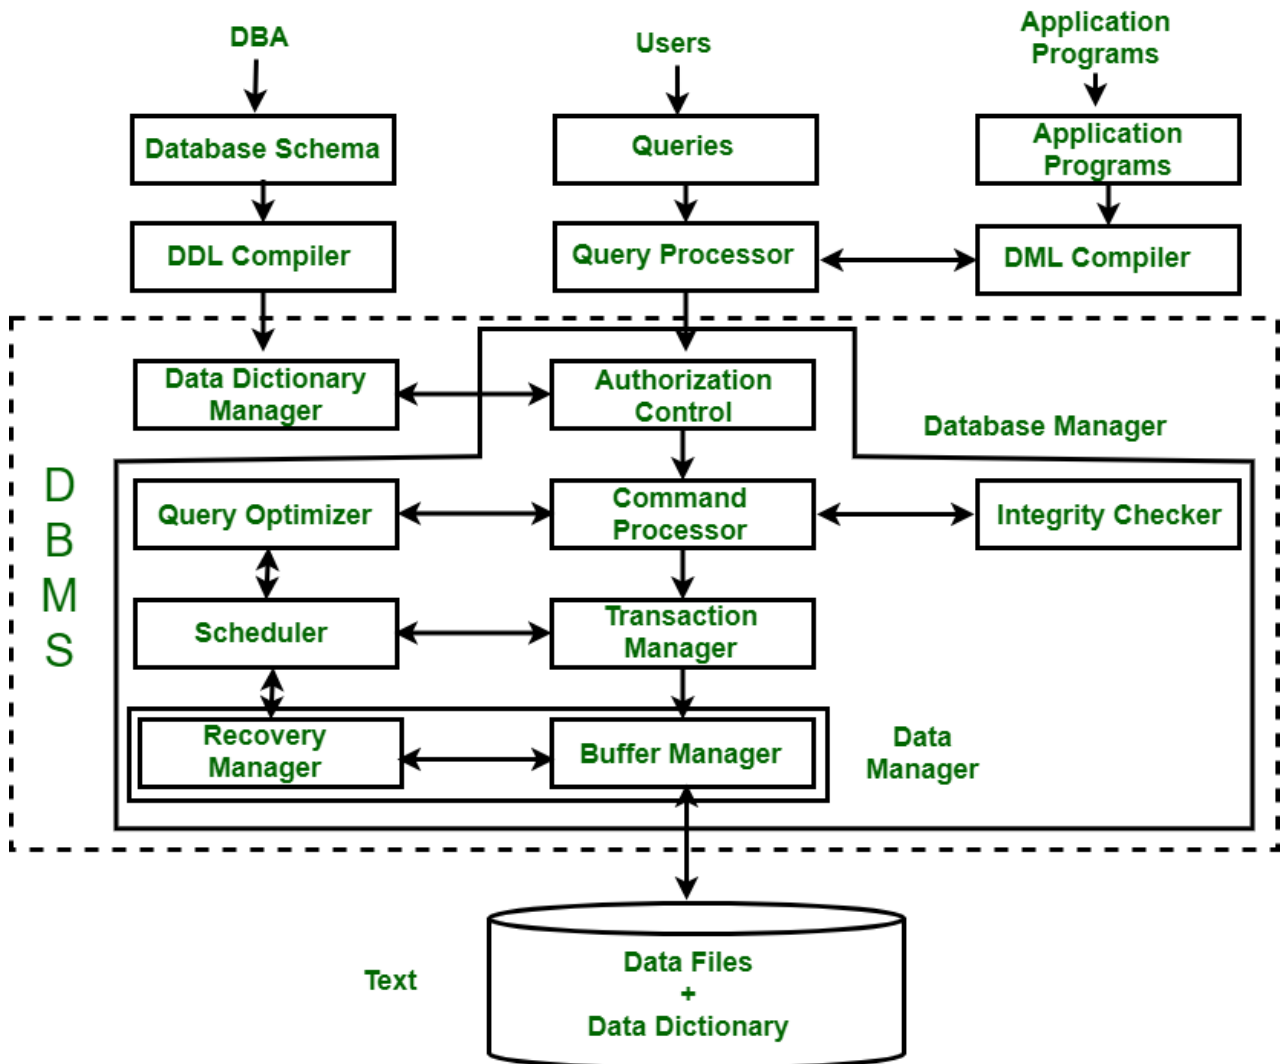 DBA
Users
Application
Programs
Database Schema
Queries
Application
Programs
DDL Compiler
Query Processor
DML Compiler
Data Dictionary
Manager
Authorization
Control
Database Manager
D
B
M
S
Query Optimizer
Command
Processor
Integrity Checker
Scheduler
Transaction
Manager
Recovery
Manager
Buffer Manager
Data
Manager
Text
Data Files
+
Data Dictionary